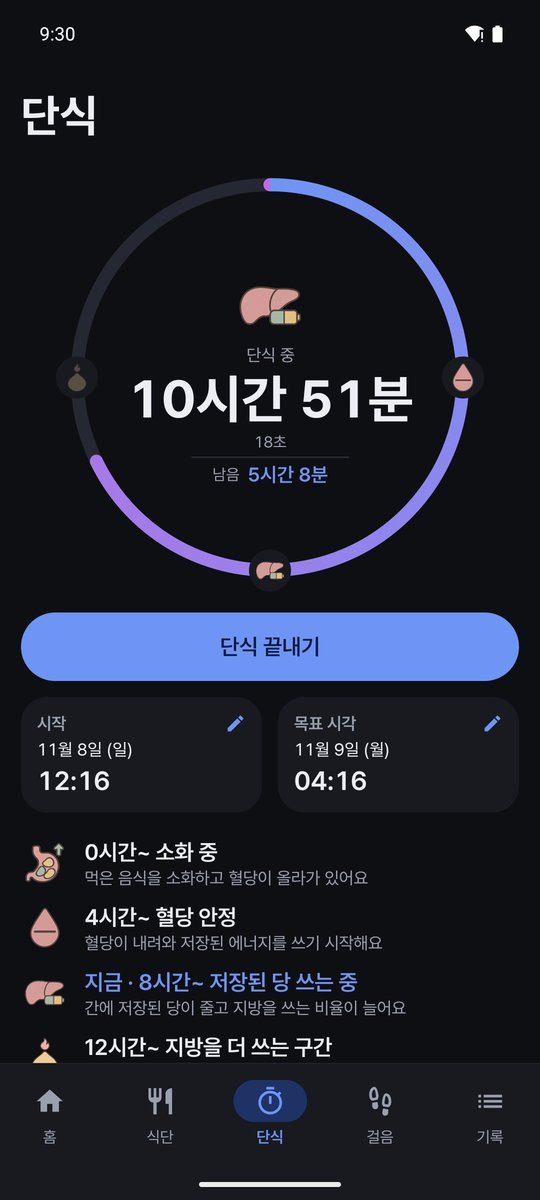 9:30
단식
단식 중
10시간 51분
18초
남음 5시간 8분
단식 끝내기
시작
11월 8일 (일)
12:16
목표 시각
11월 9일 (월)
04:16
0시간~ 소화 중
먹은 음식을 소화하고 혈당이 올라가 있어요
4시간~ 혈당 안정
혈당이 내려와 저장된 에너지를 쓰기 시작해요
지금 · 8시간~ 저장된 당 쓰는 중
간에 저장된 당이 줄고 지방을 쓰는 비율이 늘어요
12시간~ 지방을 더 쓰는 구간
홈
식단
단식
걸음
기록